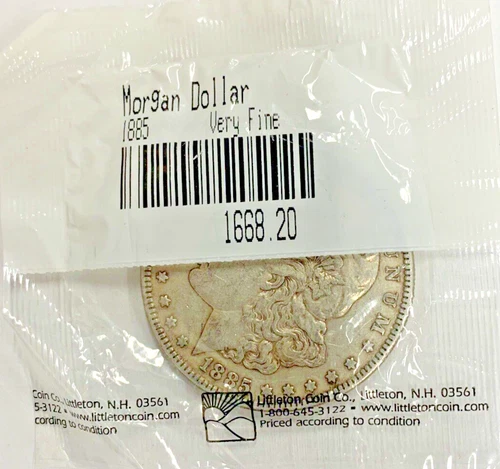 Morgan Dollar
1885 Very Fine
1668.20
INUM
1885
Coin Co., Littleton, N.H. 03561
5-3122 • www.littletoncoin.com
cording to condition
Littleton Coin Co., Littleton, N.H. 03561
1-800-645-3122 • www.littletoncoin.com
Priced according to condition